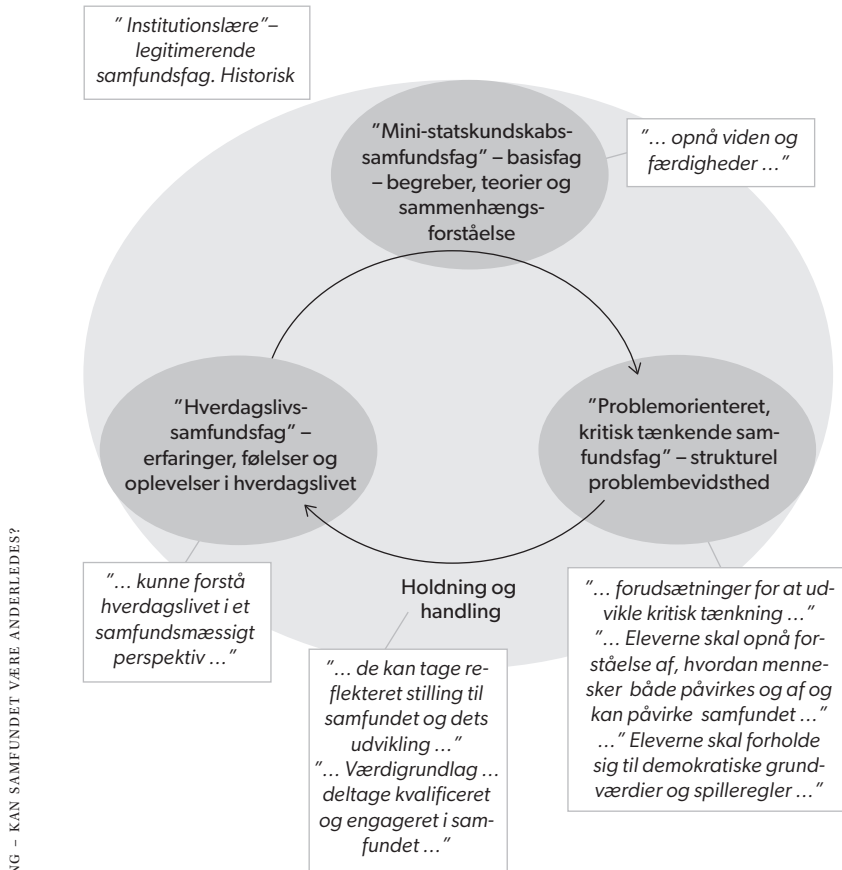 ” Institutionslære”–
legitimerende
samfundsfag. Historisk
”Mini-statskundskabs-
samfundsfag” – basisfag
– begreber, teorier og
sammenhængs-
forståelse
”… opnå viden og
færdigheder …”
”Hverdagslivs-
samfundsfag” –
erfaringer, følelser og
oplevelser i hverdagslivet
”Problemorienteret,
kritisk tænkende sam-
fundsfag” – strukturel
problembevidsthed
”… kunne forstå
hverdagslivet i et
samfundsmæssigt
perspektiv …”
Holdning og
handling
”… de kan tage re-
flekteret stilling til
samfundet og dets
udvikling …”
”… Værdigrundlag …
deltage kvalificeret
og engageret i sam-
fundet …”
”… forudsætninger for at ud-
vikle kritisk tænkning …”
”… Eleverne skal opnå for-
ståelse af, hvordan menne-
sker både påvirkes og af og
kan påvirke samfundet …”
…” Eleverne skal forholde
sig til demokratiske grund-
værdier og spilleregler …”
NG – KAN SAMFUNDET VÆRE ANDERLEDES?